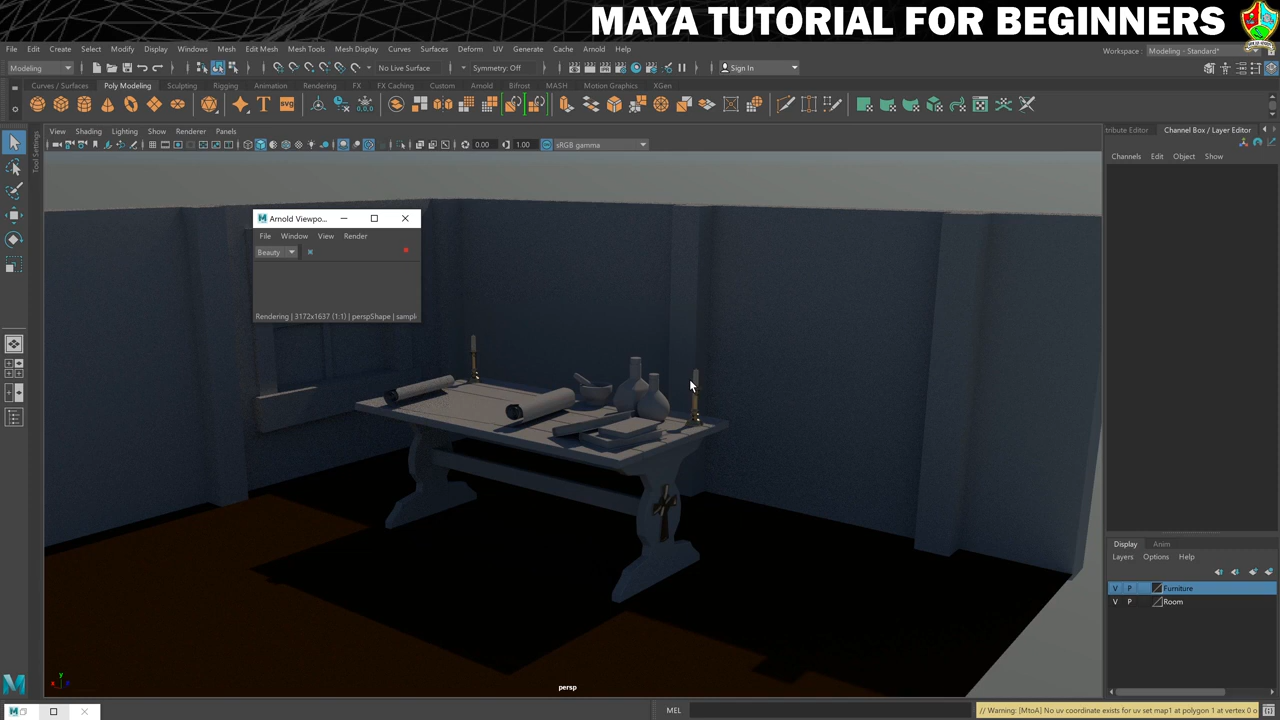 MAYA TUTORIAL FOR BEGINNERS
File Edit Create Select Modify Display Windows Mesh Edit Mesh Mesh Tools Mesh Display Curves Surfaces Deform UV Generate Cache Arnold Help
Workspace : Modeling - Standard*
Modeling No Live Surface Symmetry: Off Sign In
Curves / Surfaces Poly Modeling Sculpting Rigging Animation Rendering FX FX Caching Custom Arnold Bifrost MASH Motion Graphics XGen
View Shading Lighting Show Renderer Panels
tribute Editor Channel Box / Layer Editor
0.00 1.00 sRGB gamma
Channels Edit Object Show
Tool Settings
Arnold Viewpo...
File Window View Render
Beauty
Rendering | 3172x1637 (1:1) | perspShape | sampl
Display Anim
Layers Options Help
V P Furniture
V P Room
persp
MEL
// Warning: [MtoA] No uv coordinate exists for uv set map1 at polygon 1 at vertex 0 o